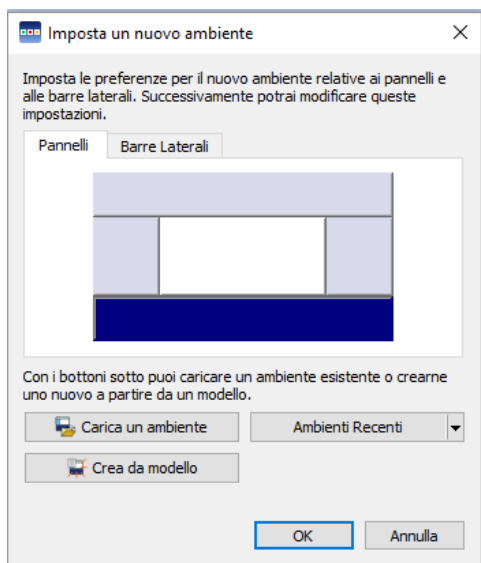 Imposta un nuovo ambiente
Imposta le preferenze per il nuovo ambiente relative ai pannelli e
alle barre laterali. Successivamente potrai modificare queste
impostazioni.
Pannelli
Barre Laterali
Con i bottoni sotto puoi caricare un ambiente esistente o crearne
uno nuovo a partire da un modello.
Carica un ambiente
Ambienti Recenti
Crea da modello
OK
Annulla